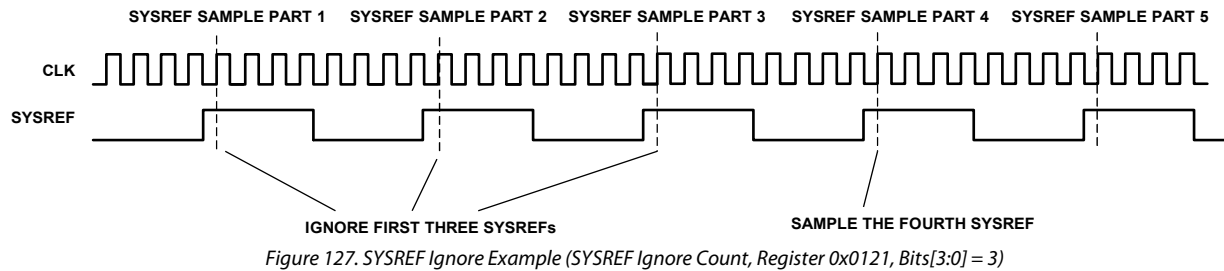 SYSREF SAMPLE PART 1 SYSREF SAMPLE PART 2 SYSREF SAMPLE PART 3 SYSREF SAMPLE PART 4 SYSREF SAMPLE PART 5
CLK
SYSREF
IGNORE FIRST THREE SYSREFs SAMPLE THE FOURTH SYSREF
Figure 127. SYSREF Ignore Example (SYSREF Ignore Count, Register 0x0121, Bits[3:0] = 3)